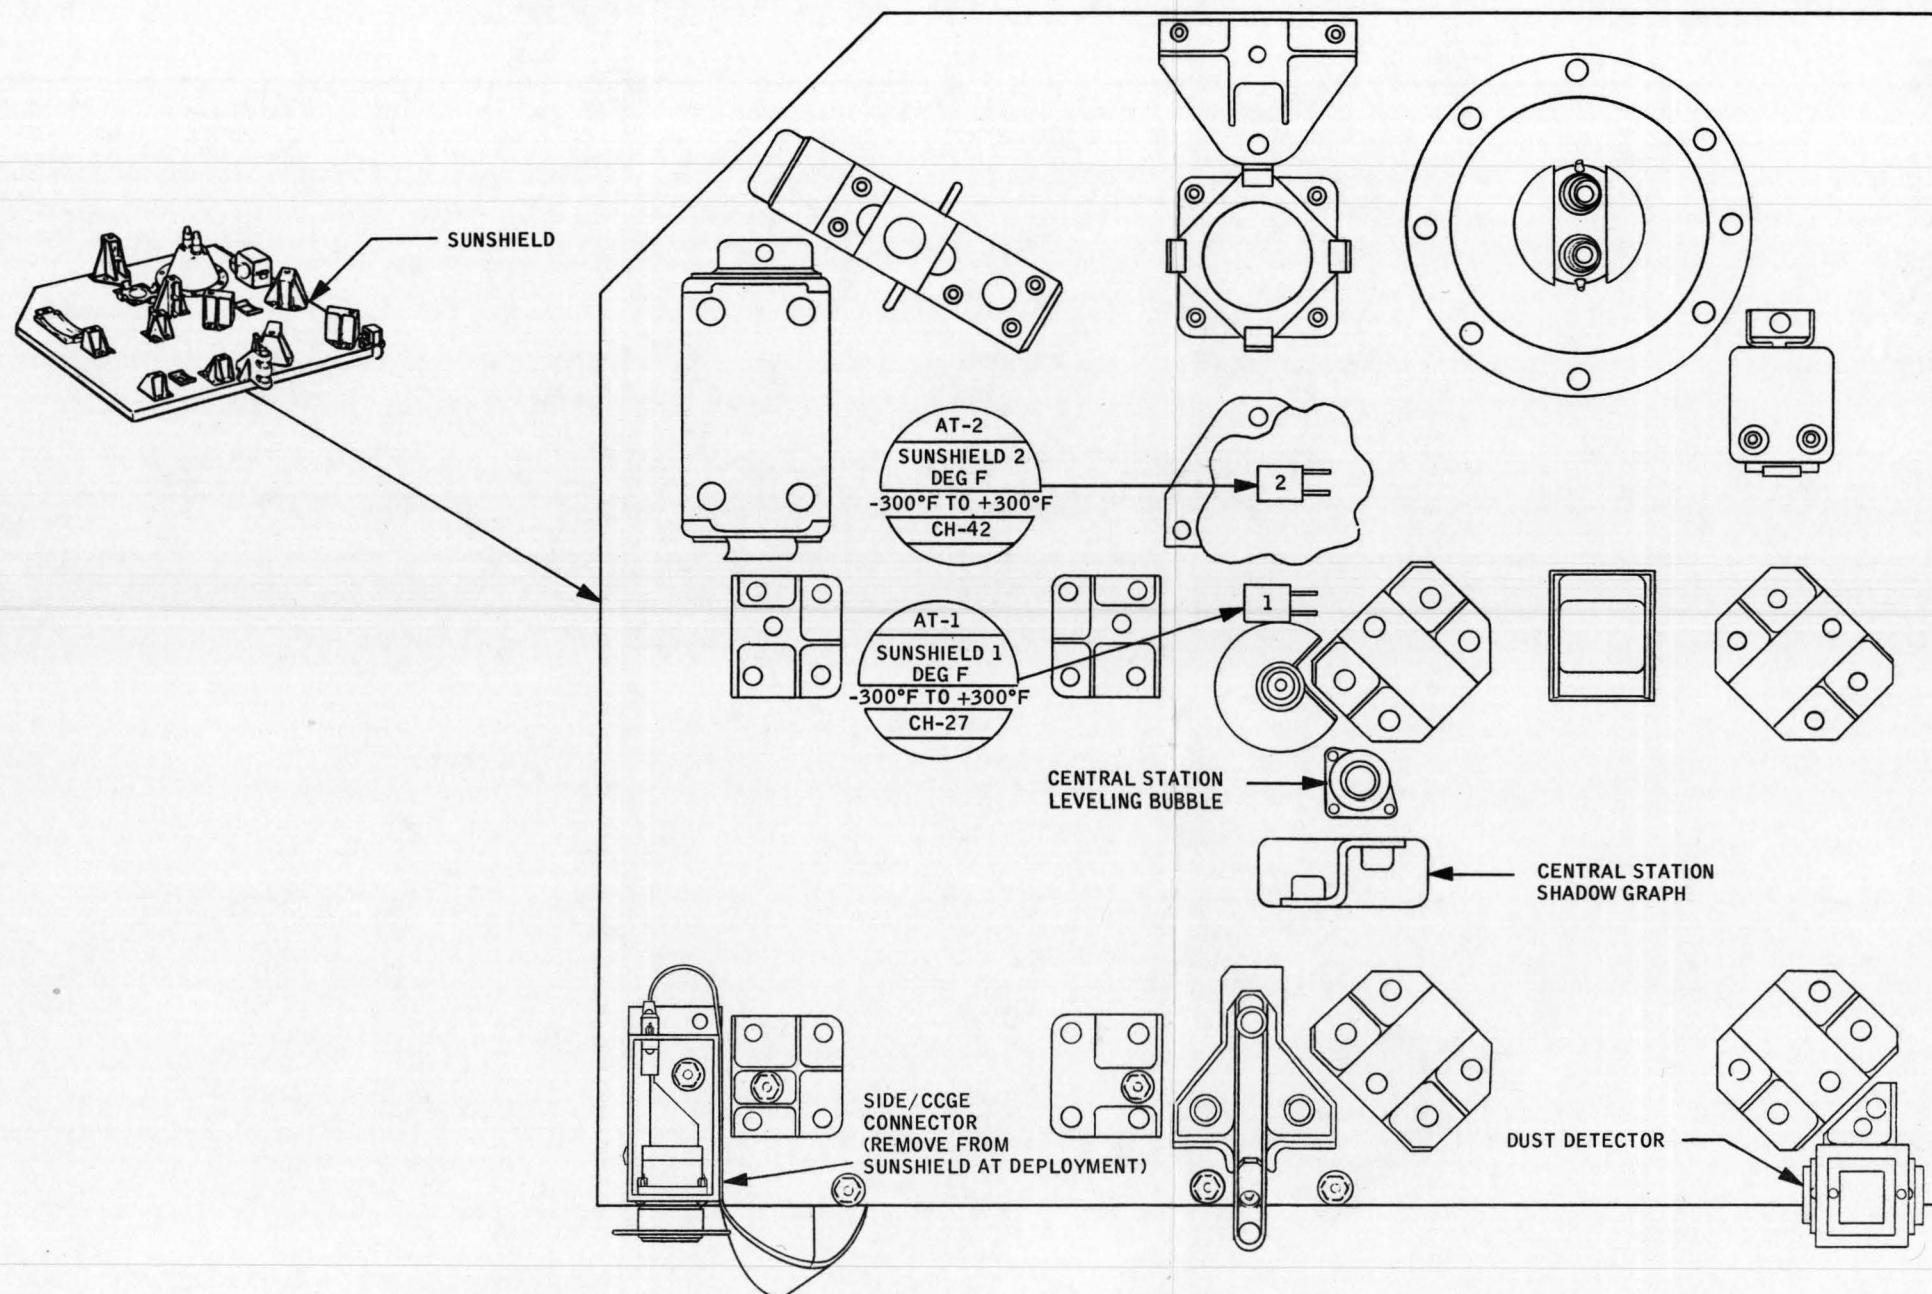 SUNSHIELD
AT-2
SUNSHIELD 2
DEG F
-300°F TO +300°F
CH-42
2
AT-1
SUNSHIELD 1
DEG F
-300°F TO +300°F
CH-27
1
CENTRAL STATION
LEVELING BUBBLE
CENTRAL STATION
SHADOW GRAPH
SIDE/CCGE
CONNECTOR
(REMOVE FROM
SUNSHIELD AT DEPLOYMENT)
DUST DETECTOR